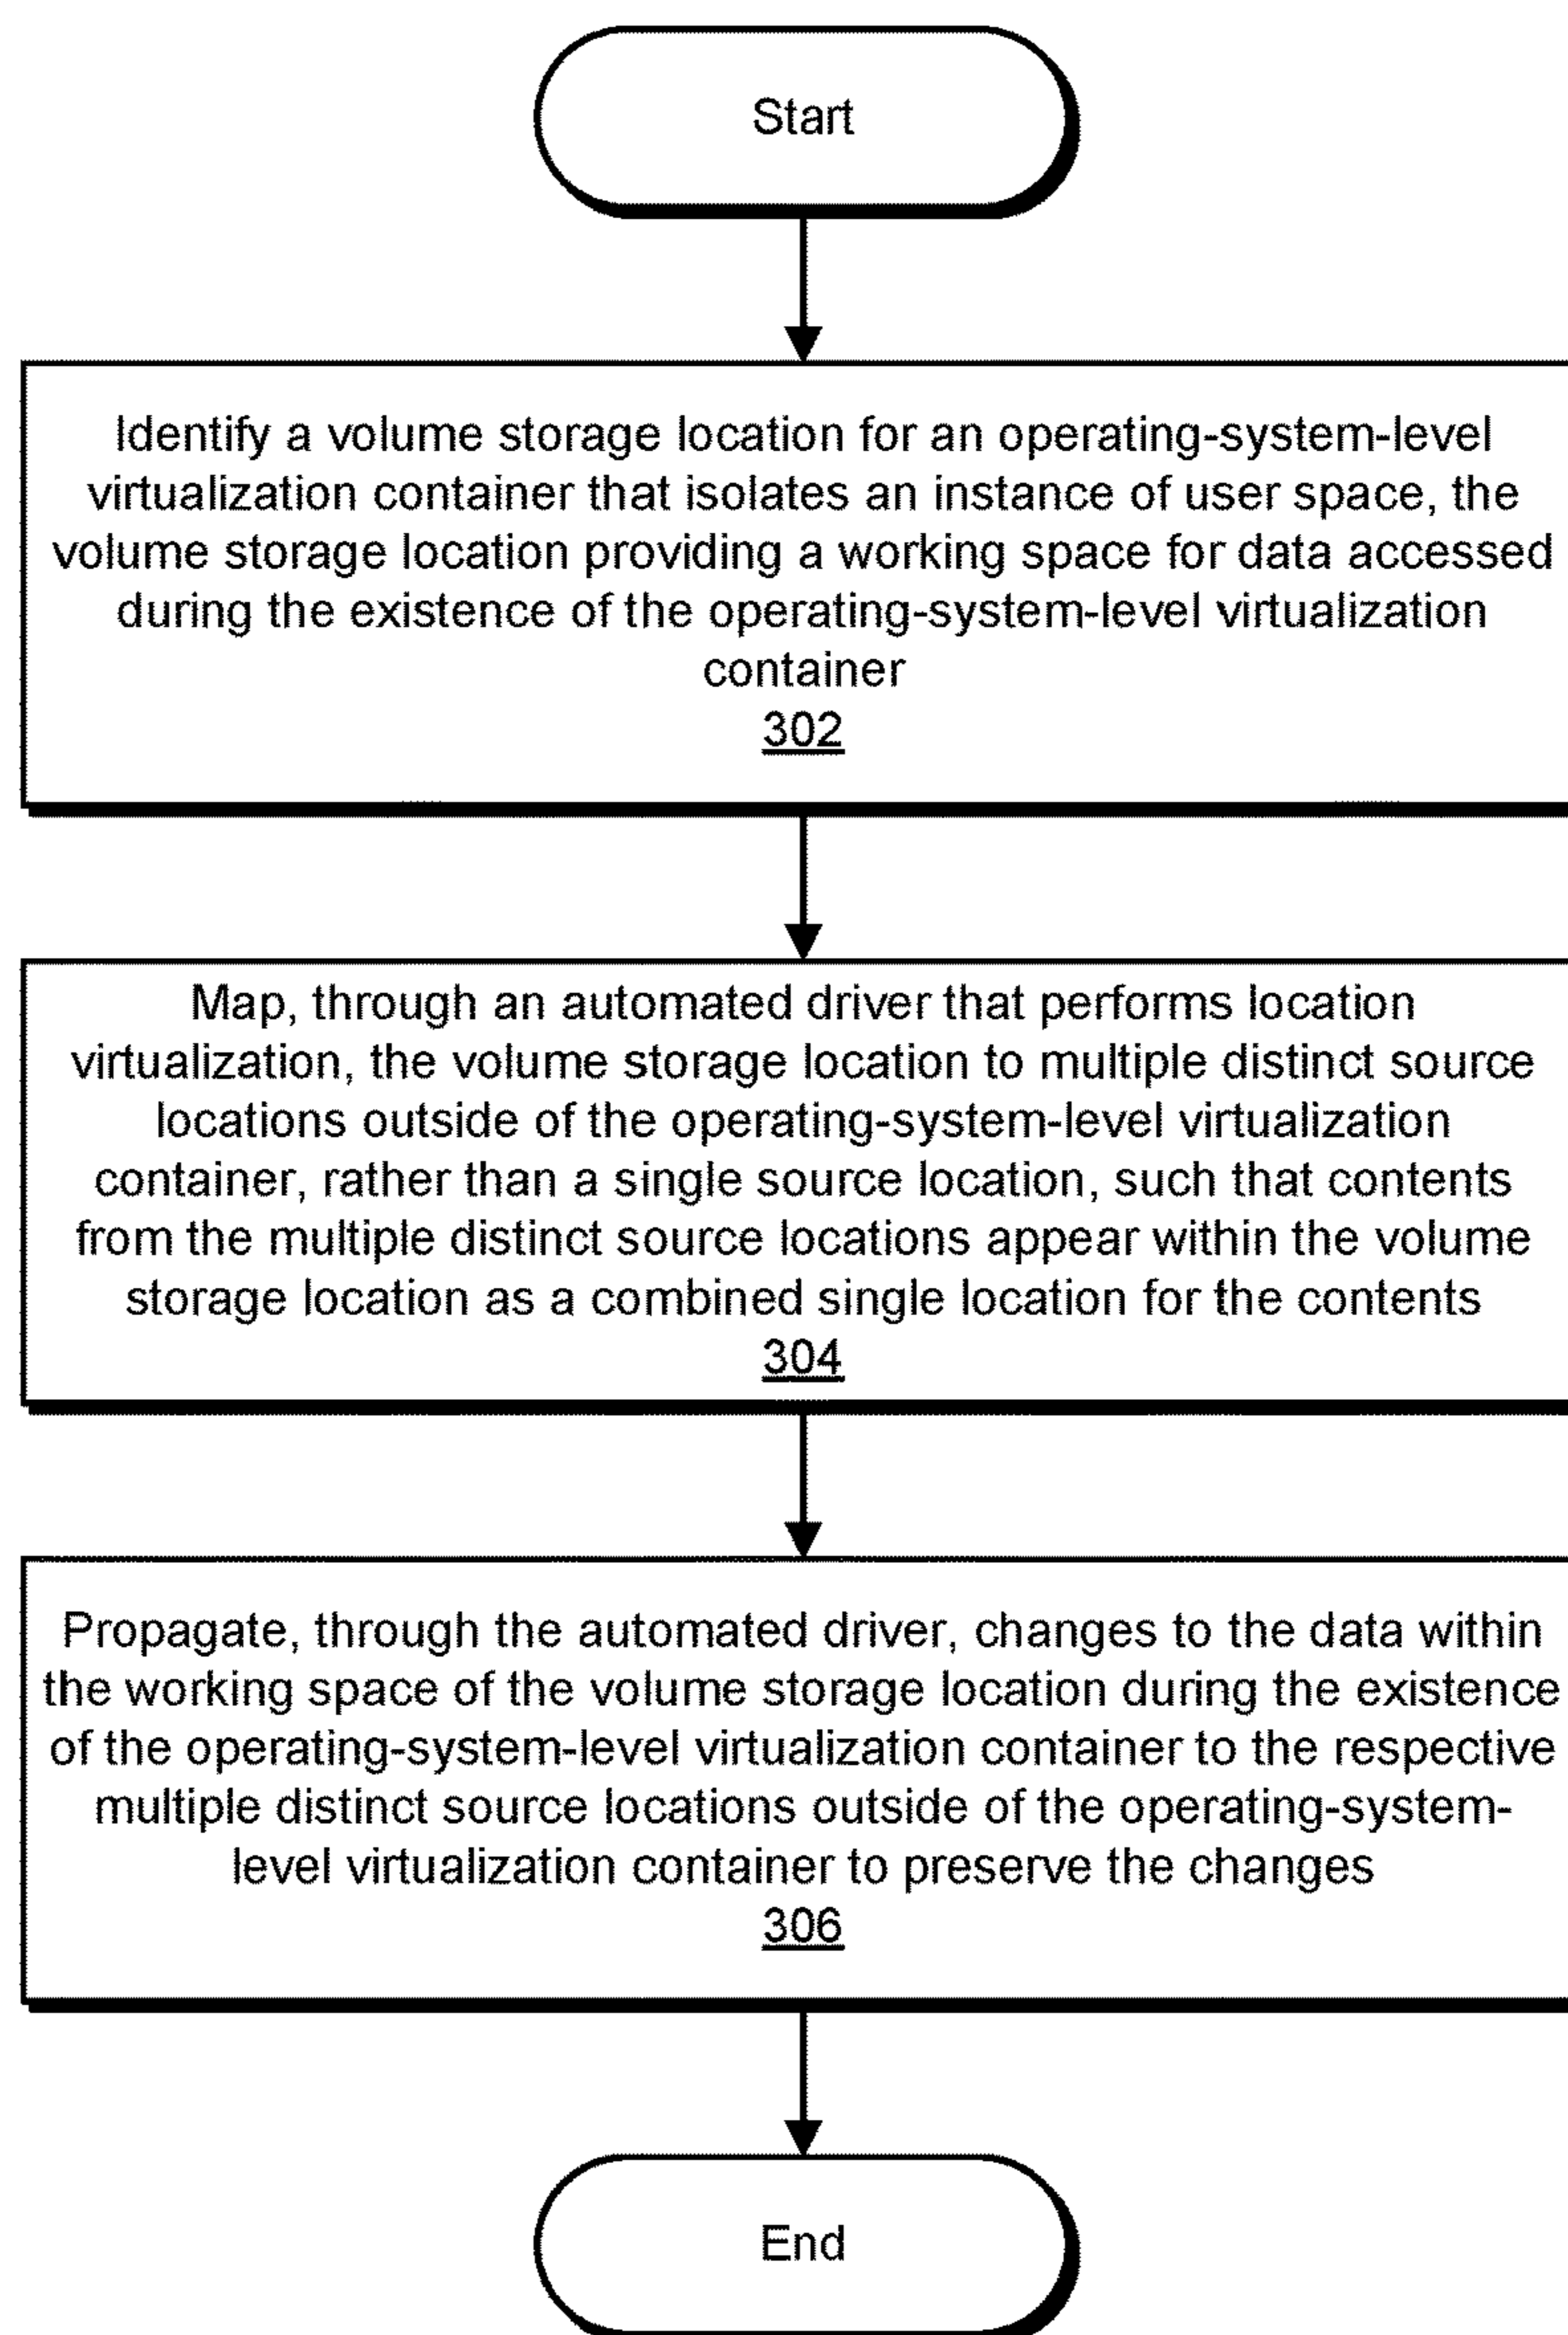 Start
Identify a volume storage location for an operating-system-level
virtualization container that isolates an instance of user space, the
volume storage location providing a working space for data accessed
during the existence of the operating-system-level virtualization
container
302
Map, through an automated driver that performs location
virtualization, the volume storage location to multiple distinct source
locations outside of the operating-system-level virtualization
container, rather than a single source location, such that contents
from the multiple distinct source locations appear within the volume
storage location as a combined single location for the contents
304
Propagate, through the automated driver, changes to the data within
the working space of the volume storage location during the existence
of the operating-system-level virtualization container to the respective
multiple distinct source locations outside of the operating-system-
level virtualization container to preserve the changes
306
End